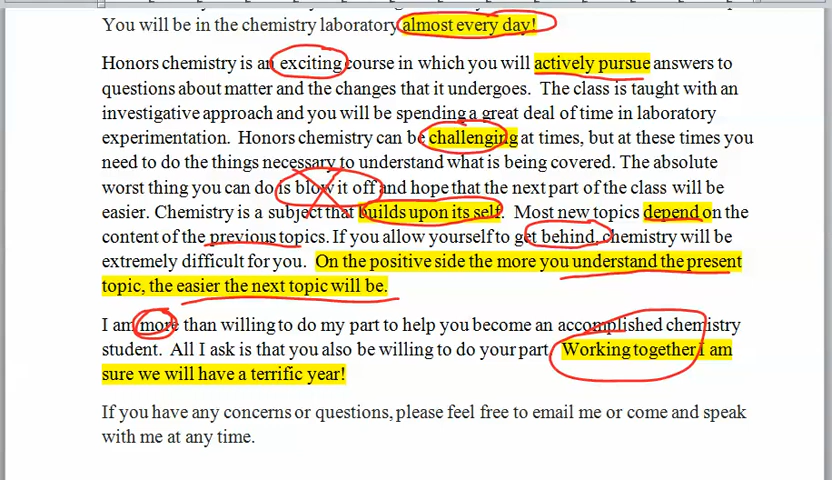 You will be in the chemistry laboratory almost every day!
Honors chemistry is an exciting course in which you will actively pursue answers to
questions about matter and the changes that it undergoes. The class is taught with an
investigative approach and you will be spending a great deal of time in laboratory
experimentation. Honors chemistry can be challenging at times, but at these times you
need to do the things necessary to understand what is being covered. The absolute
worst thing you can do is blow it off and hope that the next part of the class will be
easier. Chemistry is a subject that builds upon its self. Most new topics depend on the
content of the previous topics. If you allow yourself to get behind, chemistry will be
extremely difficult for you. On the positive side the more you understand the present
topic, the easier the next topic will be.
I am more than willing to do my part to help you become an accomplished chemistry
student. All I ask is that you also be willing to do your part. Working together I am
sure we will have a terrific year!
If you have any concerns or questions, please feel free to email me or come and speak
with me at any time.